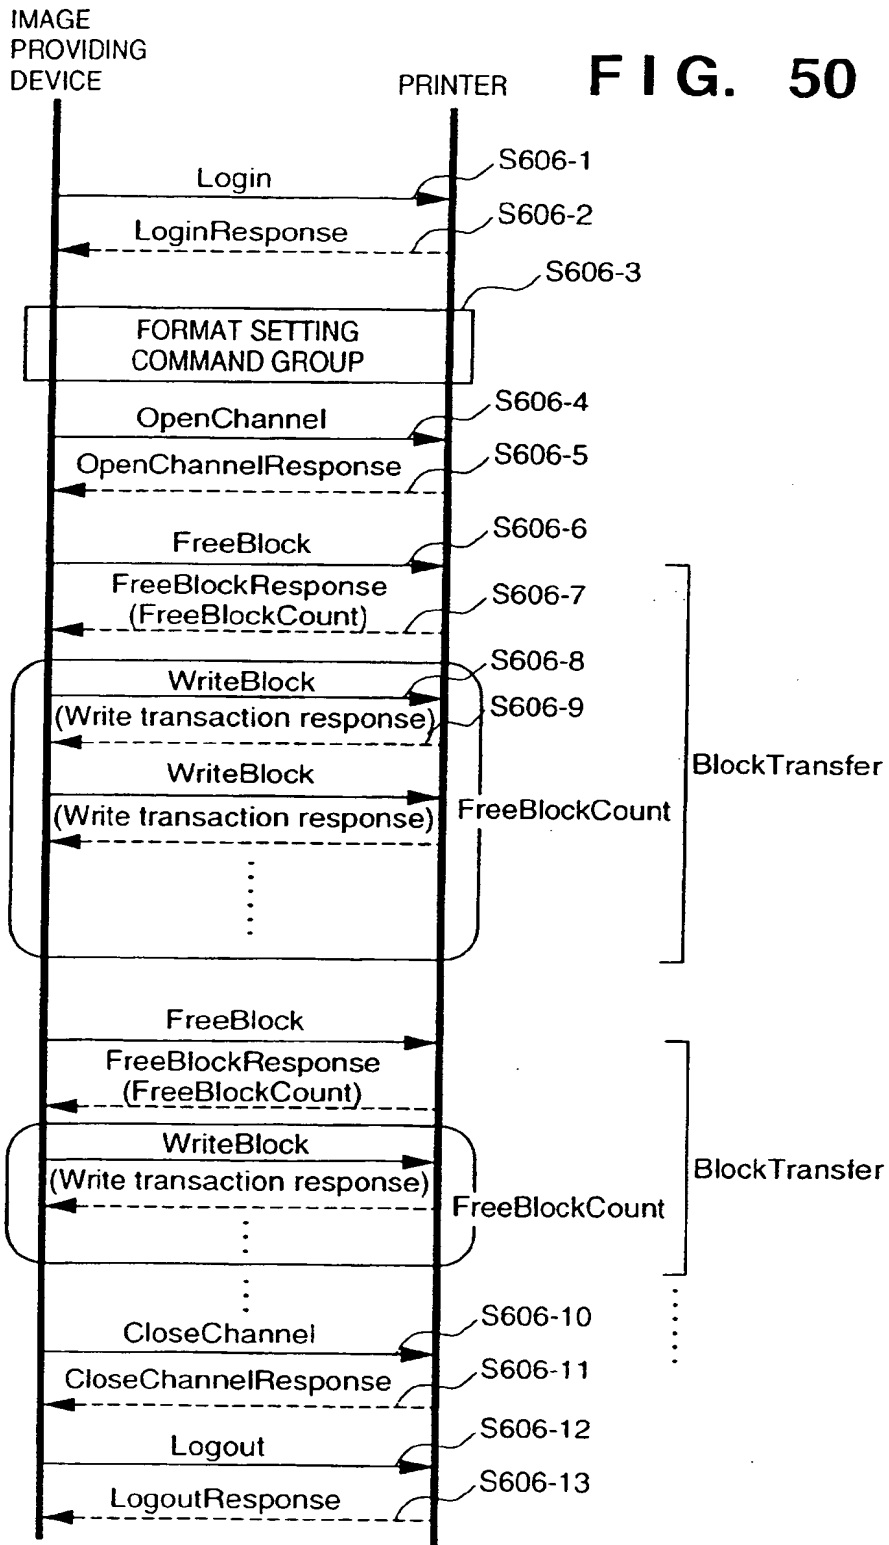 IMAGE
PROVIDING
DEVICE
PRINTER
FIG. 50
Login
S606-1
LoginResponse
S606-2
S606-3
FORMAT SETTING
COMMAND GROUP
OpenChannel
S606-4
OpenChannelResponse
S606-5
FreeBlock
S606-6
FreeBlockResponse
(FreeBlockCount)
S606-7
WriteBlock
S606-8
(Write transaction response)
S606-9
WriteBlock
(Write transaction response)
FreeBlockCount
BlockTransfer
FreeBlock
FreeBlockResponse
(FreeBlockCount)
WriteBlock
(Write transaction response)
FreeBlockCount
BlockTransfer
CloseChannel
S606-10
CloseChannelResponse
S606-11
Logout
S606-12
LogoutResponse
S606-13